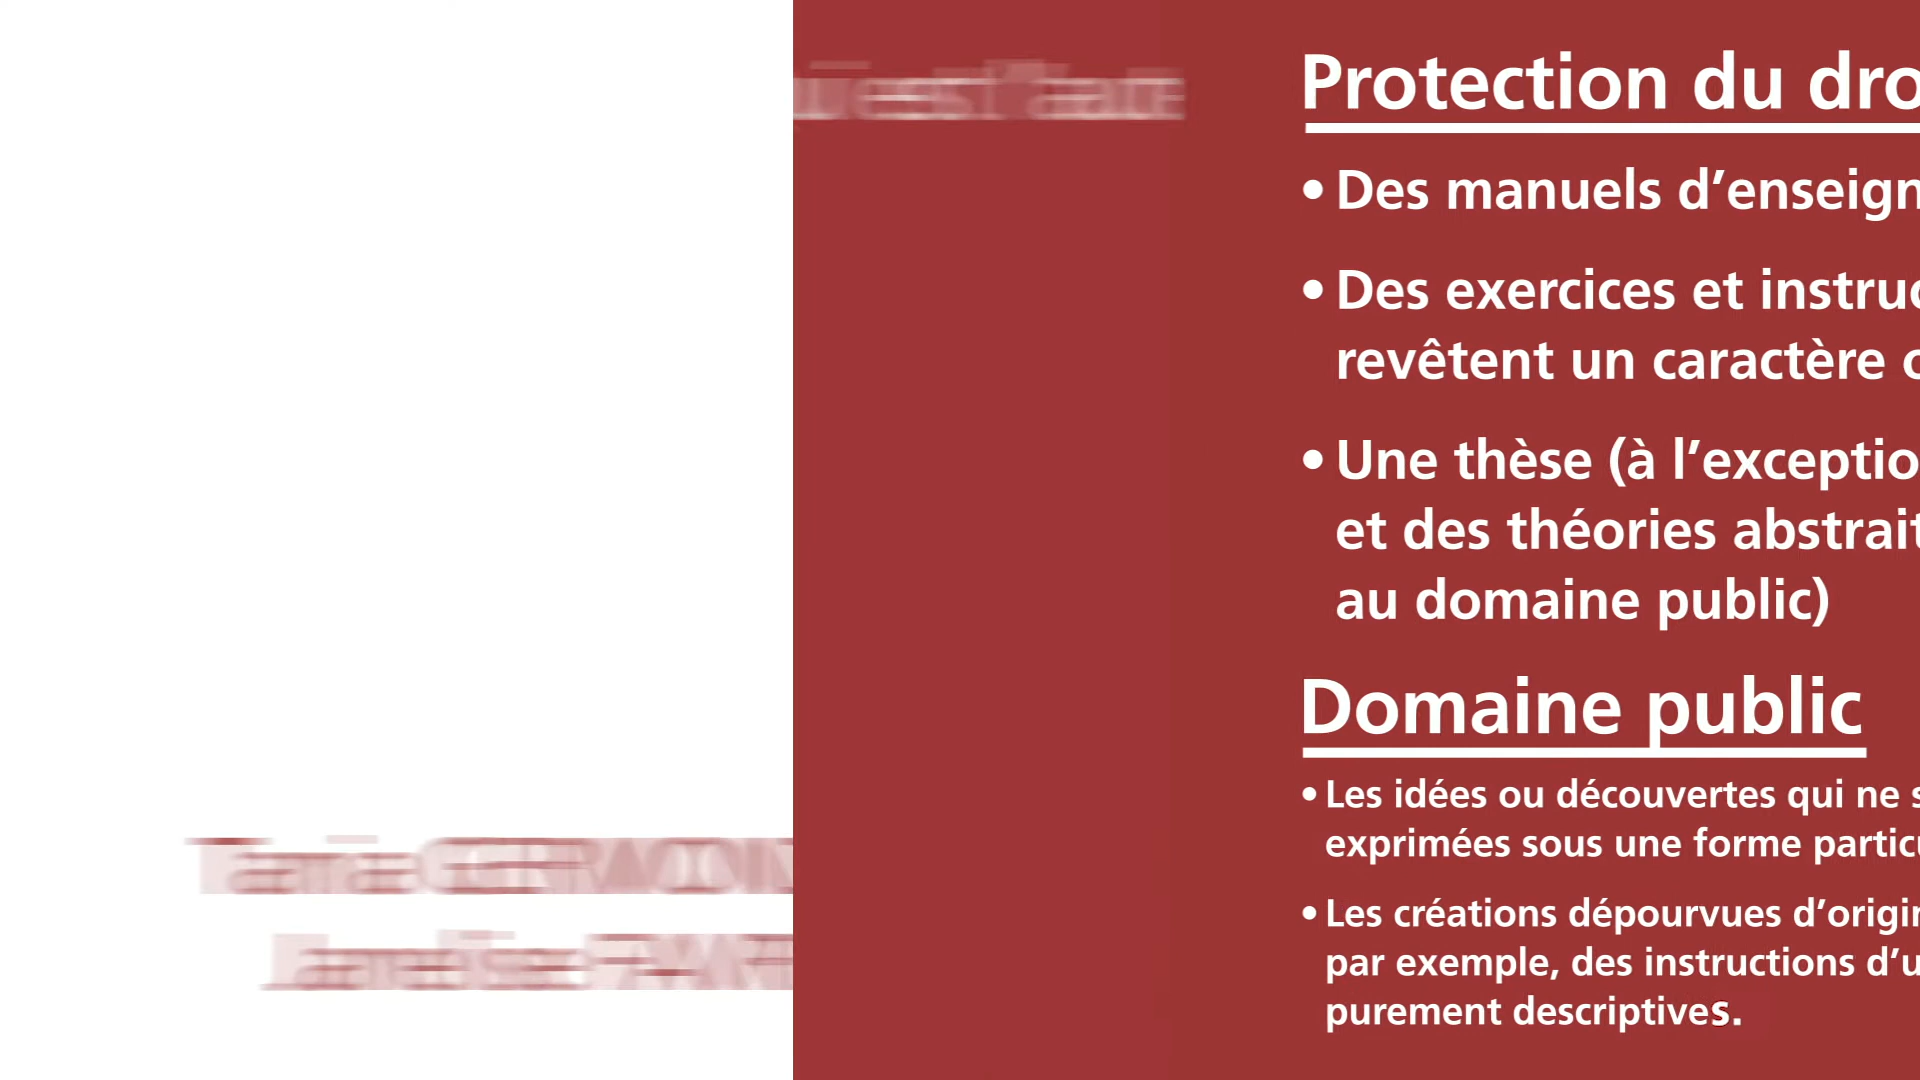 Protection du dro
• Des manuels d’enseign
• Des exercices et instruc
revêtent un caractère o
• Une thèse (à l’exceptio
et des théories abstrait
au domaine public)
Domaine public
• Les idées ou découvertes qui ne s
exprimées sous une forme particu
• Les créations dépourvues d’origin
par exemple, des instructions d’u
purement descriptives.